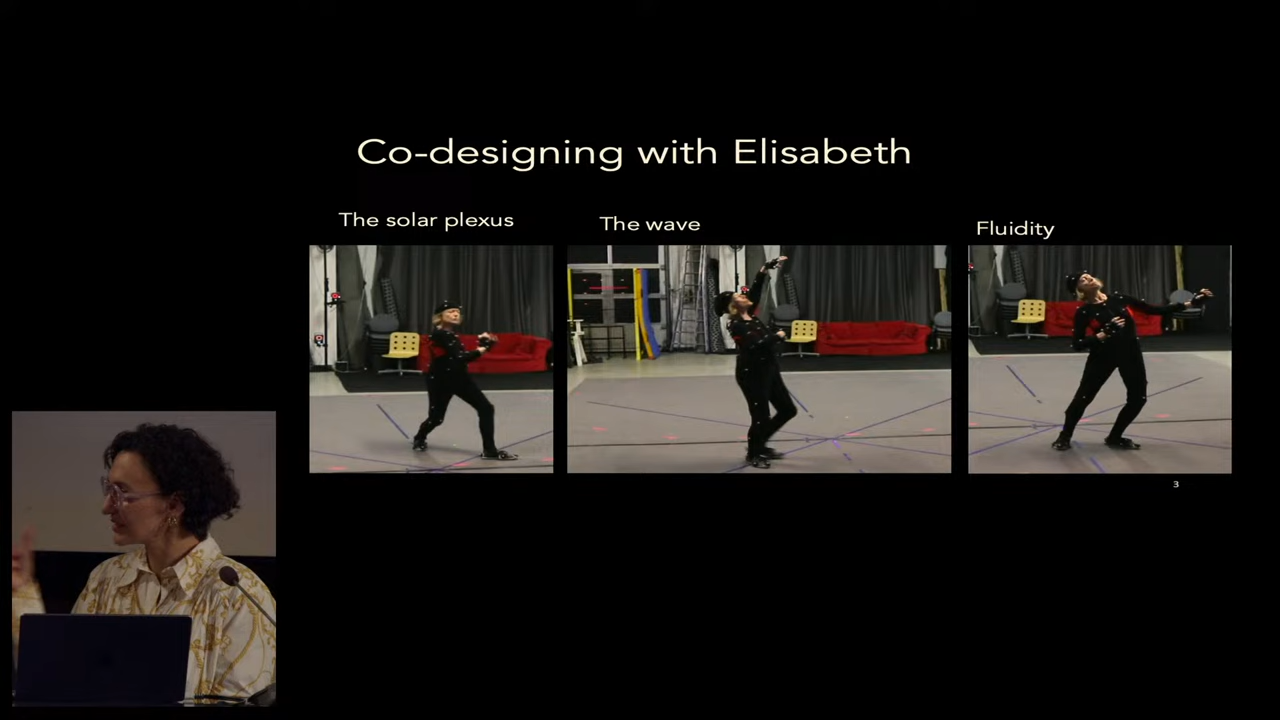 Co-designing with Elisabeth
The solar plexus
The wave
Fluidity
3